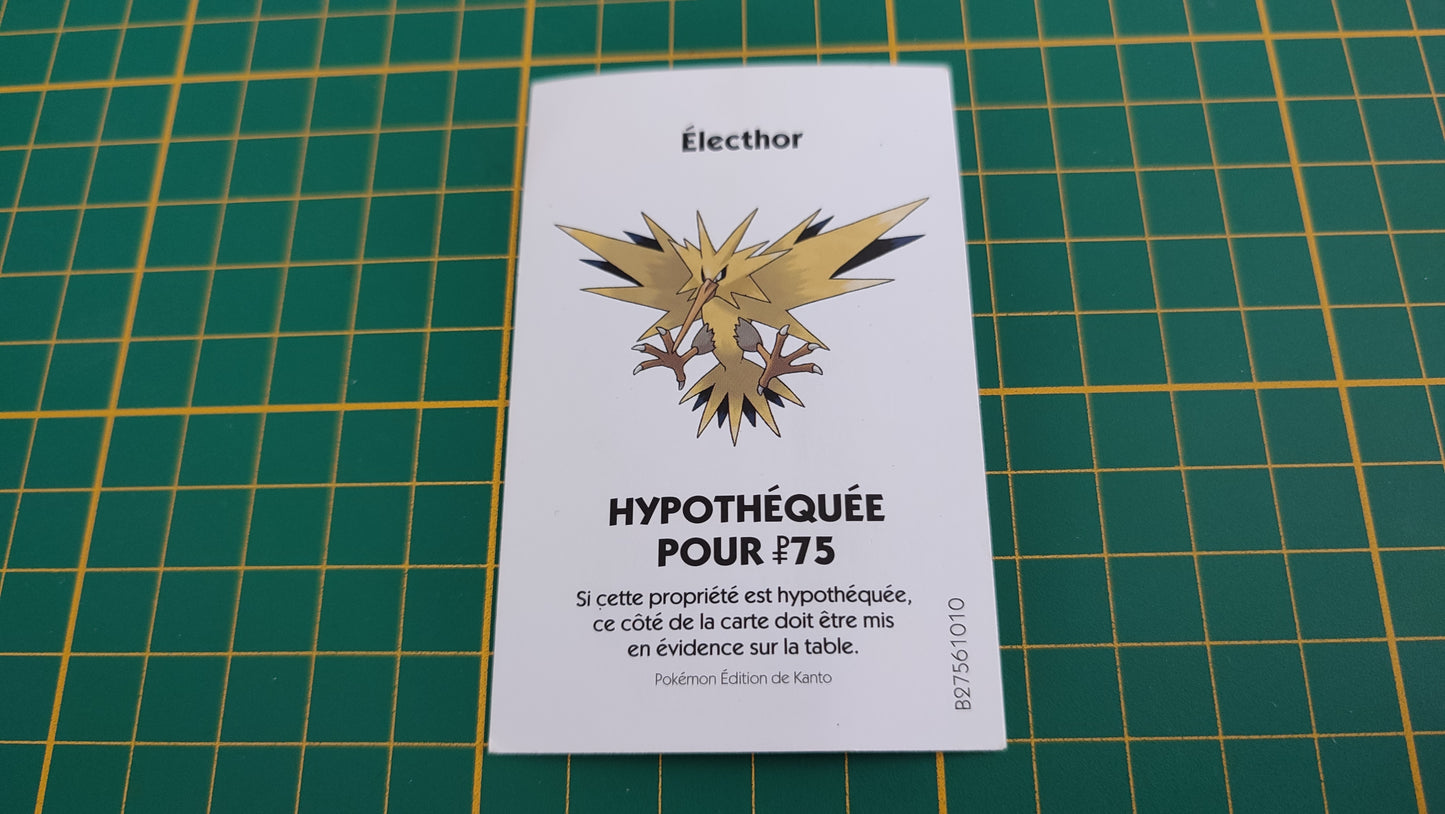 Électhor
HYPOTHÉQUÉE
POUR ₽75
Si cette propriété est hypothéquée,
ce côté de la carte doit être mis
en évidence sur la table.
Pokémon Édition de Kanto
B27561010